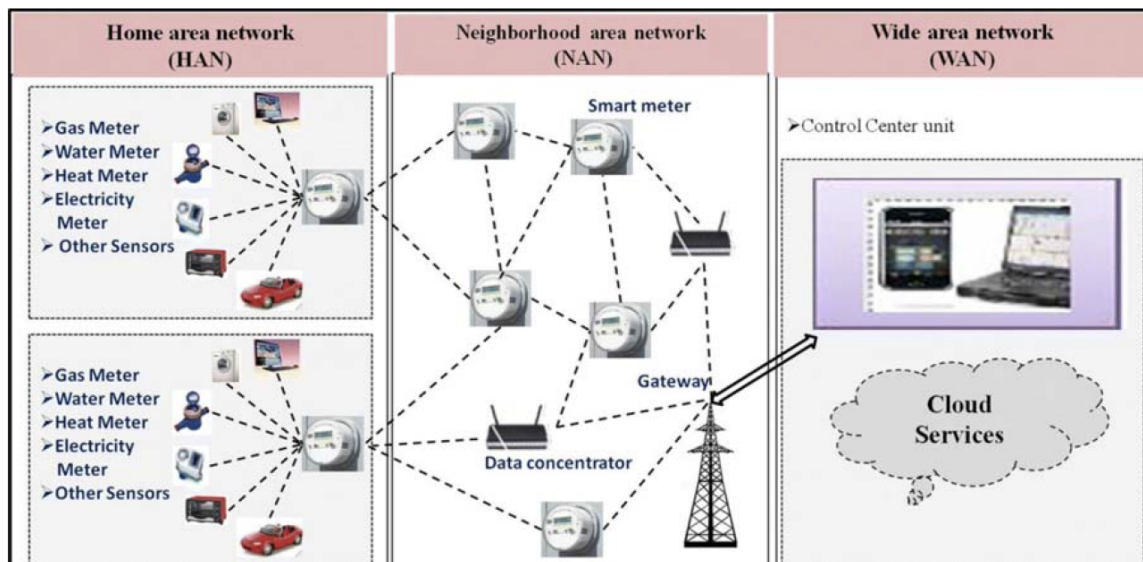 Home area network
(HAN)
Neighborhood area network
(NAN)
Wide area network
(WAN)
➢Gas Meter
➢Water Meter
➢Heat Meter
➢Electricity
Meter
➢ Other Sensors
➢Gas Meter
➢Water Meter
➢Heat Meter
➢Electricity
Meter
➢Other Sensors
Smart meter
Gateway
Data concentrator
➢Control Center unit
Cloud
Services